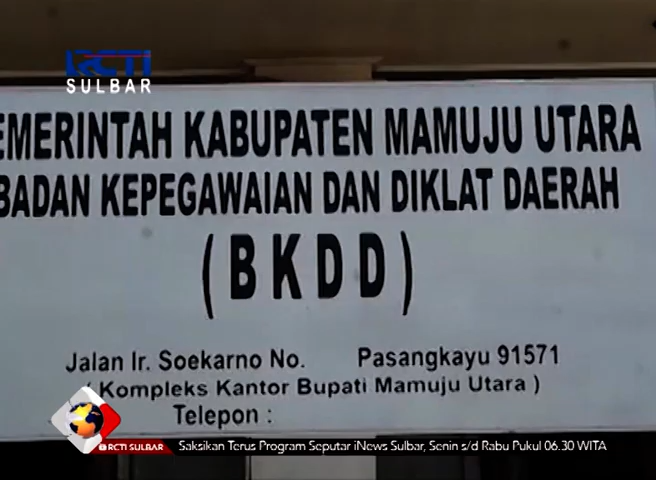 RCTI
SULBAR
EMERINTAH KABUPATEN MAMUJU UTARA
BADAN KEPEGAWAIAN DAN DIKLAT DAERAH
( BKDD )
Jalan Ir. Soekarno No. Pasangkayu 91571
( Kompleks Kantor Bupati Mamuju Utara )
Telepon :
RCTI SULBAR Saksikan Terus Program Seputar iNews Sulbar, Senin s/d Rabu Pukul 06.30 WITA